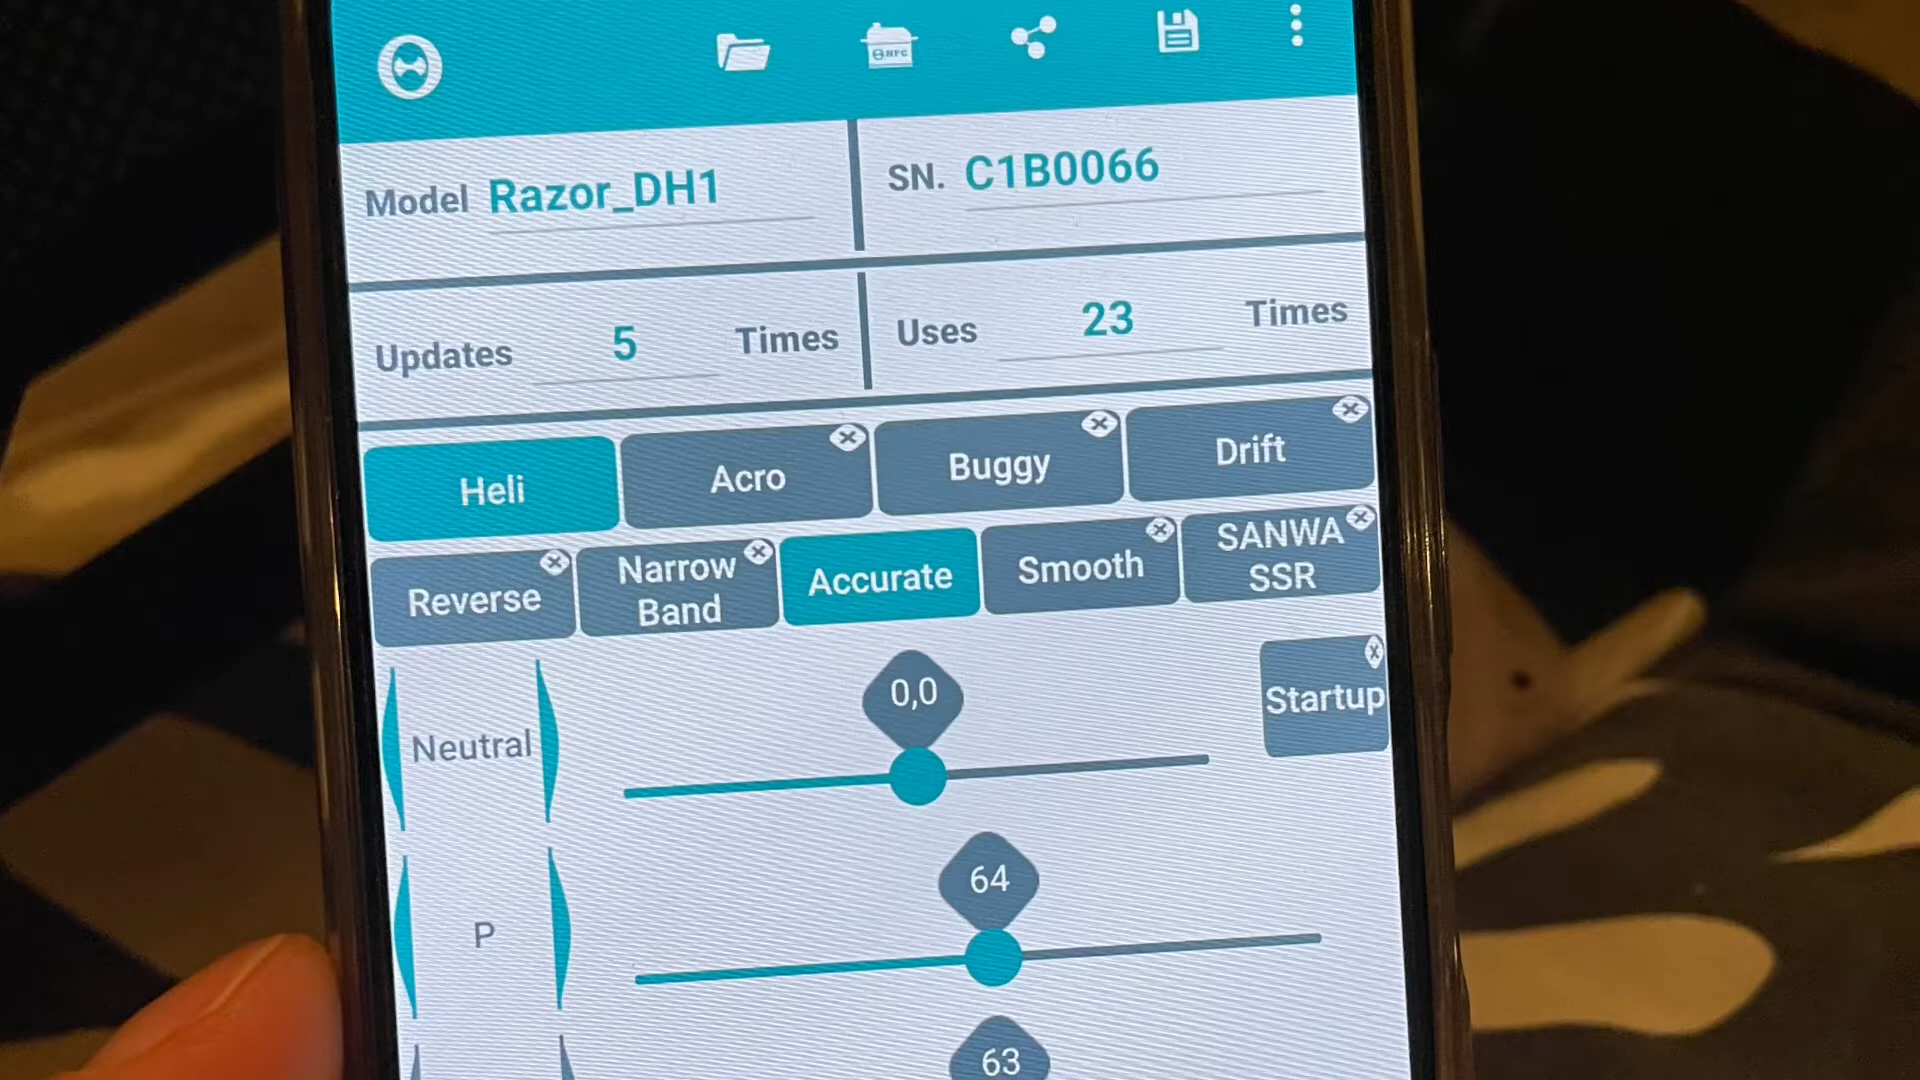 NFC
Model Razor_DH1 SN. C1B0066
Updates 5 Times Uses 23 Times
Heli Acro Buggy Drift
Reverse Narrow Band Accurate Smooth SANWA SSR
Neutral 0,0 Startup
P 64
63